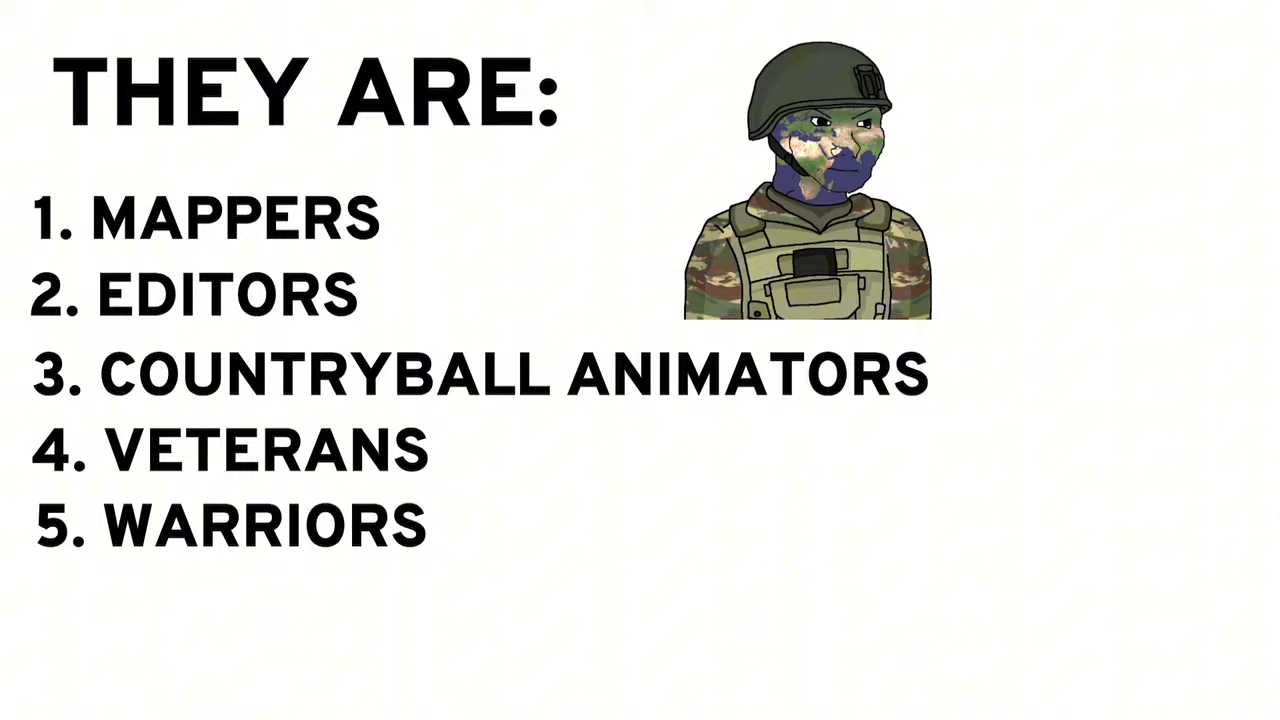 THEY ARE:
1. MAPPERS
2. EDITORS
3. COUNTRYBALL ANIMATORS
4. VETERANS
5. WARRIORS